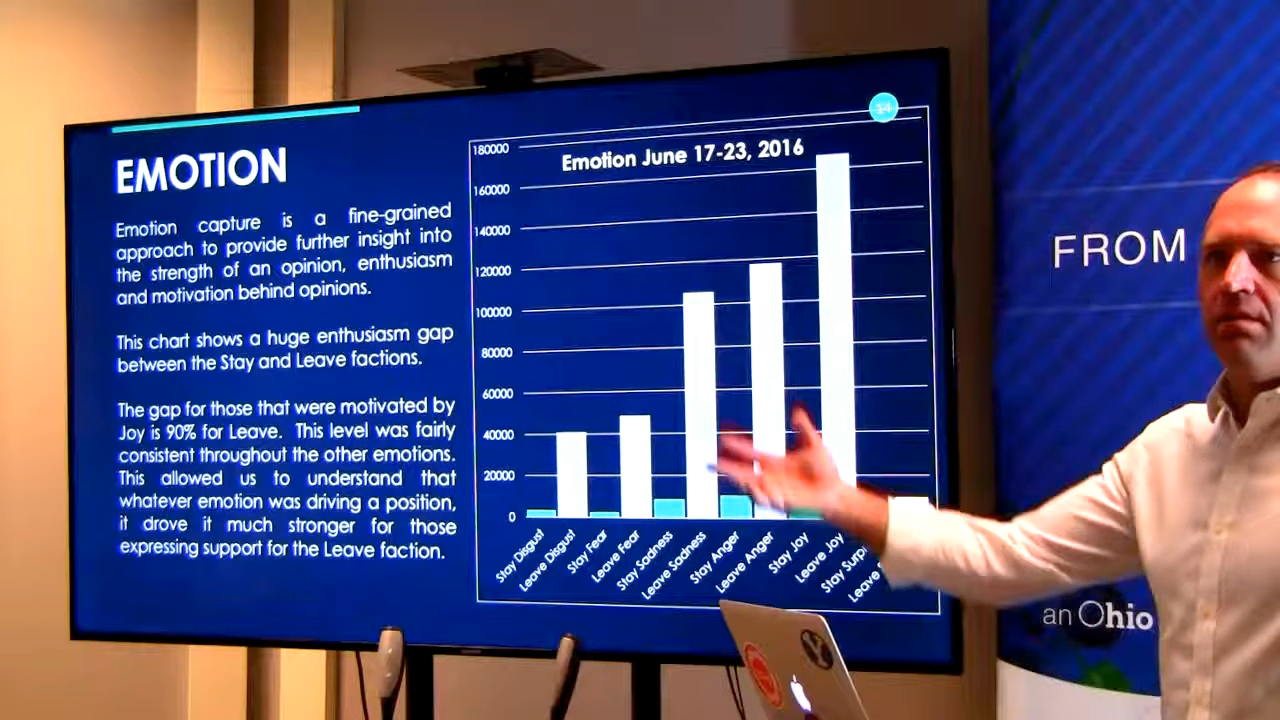 14
EMOTION
Emotion capture is a fine-grained
approach to provide further insight into
the strength of an opinion, enthusiasm
and motivation behind opinions.
This chart shows a huge enthusiasm gap
between the Stay and Leave factions.
The gap for those that were motivated by
Joy is 90% for Leave. This level was fairly
consistent throughout the other emotions.
This allowed us to understand that
whatever emotion was driving a position,
it drove it much stronger for those
expressing support for the Leave faction.
Emotion June 17-23, 2016
180000
160000
140000
120000
100000
80000
60000
40000
20000
0
Stay Disgust
Leave Disgust
Stay Fear
Leave Fear
Stay Sadness
Leave Sadness
Stay Anger
Leave Anger
Stay Joy
Leave Joy
Stay
Leave
FROM
an Ohio